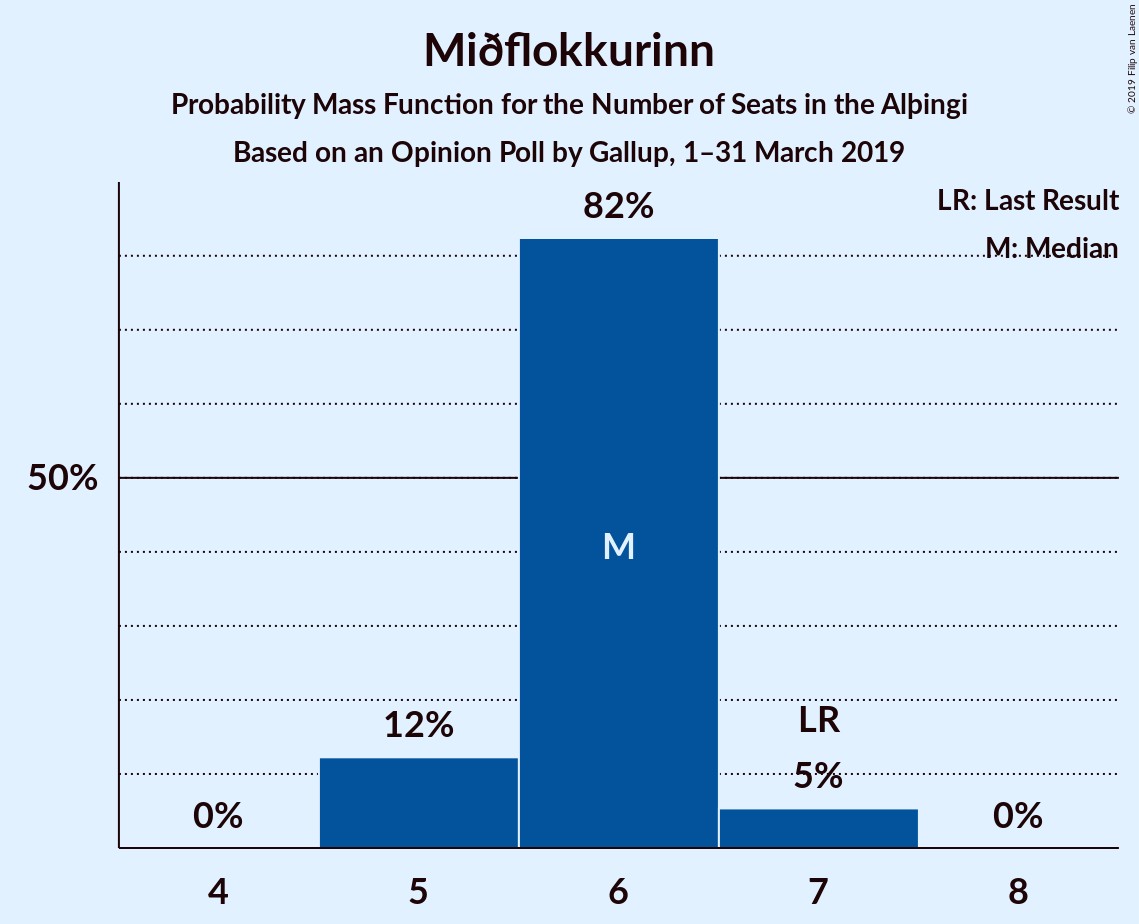 Miðflokkurinn
Probability Mass Function for the Number of Seats in the Alþingi
Based on an Opinion Poll by Gallup, 1–31 March 2019
© 2019 Filip van Laenen
LR: Last Result
M: Median
82%
50%
M
12%
LR
5%
0%
0%
4
5
6
7
8